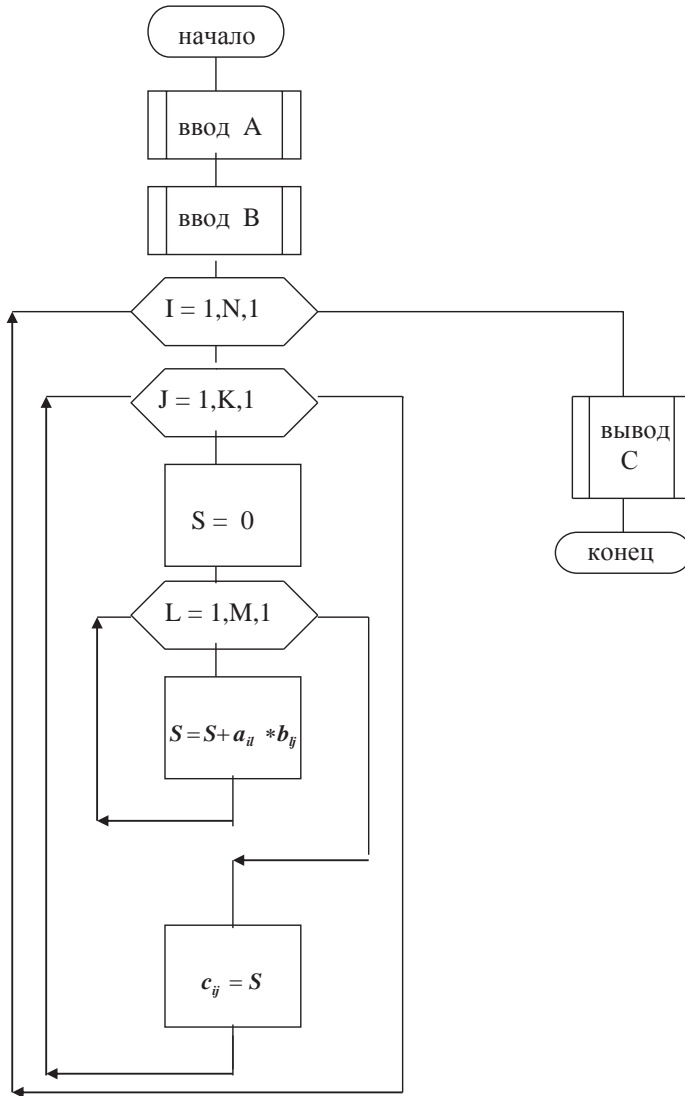 начало
ввод A
ввод B
I = 1,N,1
J = 1,K,1
вывод
C
S = 0
конец
L = 1,M,1
S = S + a_il * b_lj
c_ij = S